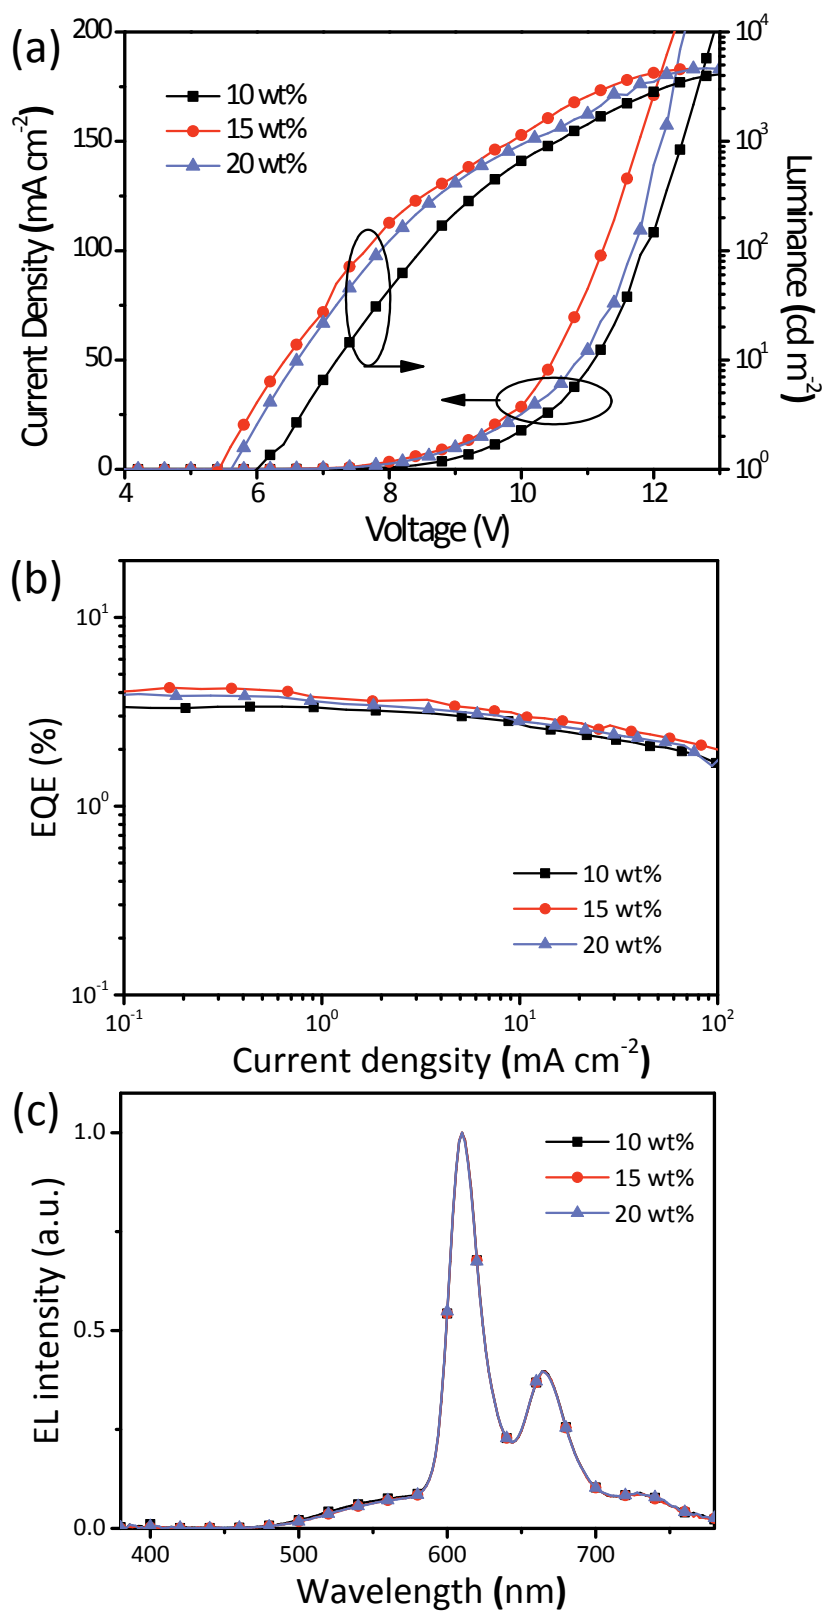 (a)
200
150
100
50
0
Current Density (mA cm⁻²)
10 wt%
15 wt%
20 wt%
10⁴
10³
10²
10¹
10⁰
Luminance (cd m⁻²)
4 6 8 10 12
Voltage (V)
(b)
10¹
10⁰
10⁻¹
EQE (%)
10 wt%
15 wt%
20 wt%
10⁻¹ 10⁰ 10¹ 10²
Current dengsity (mA cm⁻²)
(c)
1.0
0.5
0.0
EL intensity (a.u.)
10 wt%
15 wt%
20 wt%
400 500 600 700
Wavelength (nm)